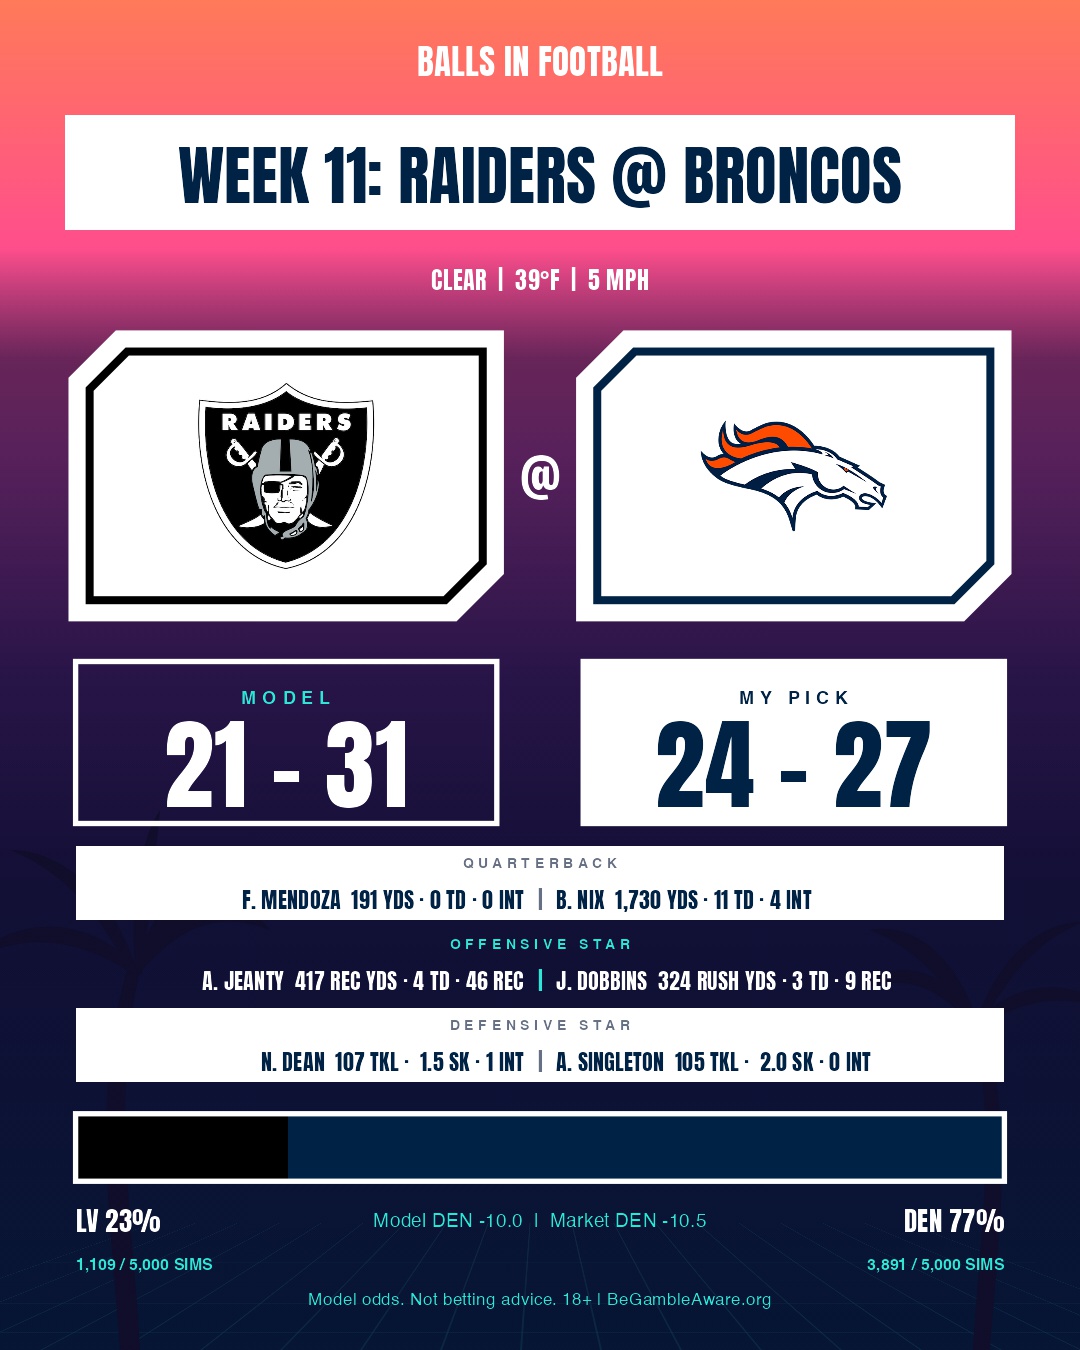 BALLS IN FOOTBALL
WEEK 11: RAIDERS @ BRONCOS
CLEAR | 39°F | 5 MPH
RAIDERS
@
MODEL
21 - 31
MY PICK
24 - 27
QUARTERBACK
F. MENDOZA 191 YDS · 0 TD · 0 INT | B. NIX 1,730 YDS · 11 TD · 4 INT
OFFENSIVE STAR
A. JEANTY 417 REC YDS · 4 TD · 46 REC | J. DOBBINS 324 RUSH YDS · 3 TD · 9 REC
DEFENSIVE STAR
N. DEAN 107 TKL · 1.5 SK · 1 INT | A. SINGLETON 105 TKL · 2.0 SK · 0 INT
LV 23%
Model DEN -10.0 | Market DEN -10.5
DEN 77%
1,109 / 5,000 SIMS
3,891 / 5,000 SIMS
Model odds. Not betting advice. 18+ | BeGambleAware.org